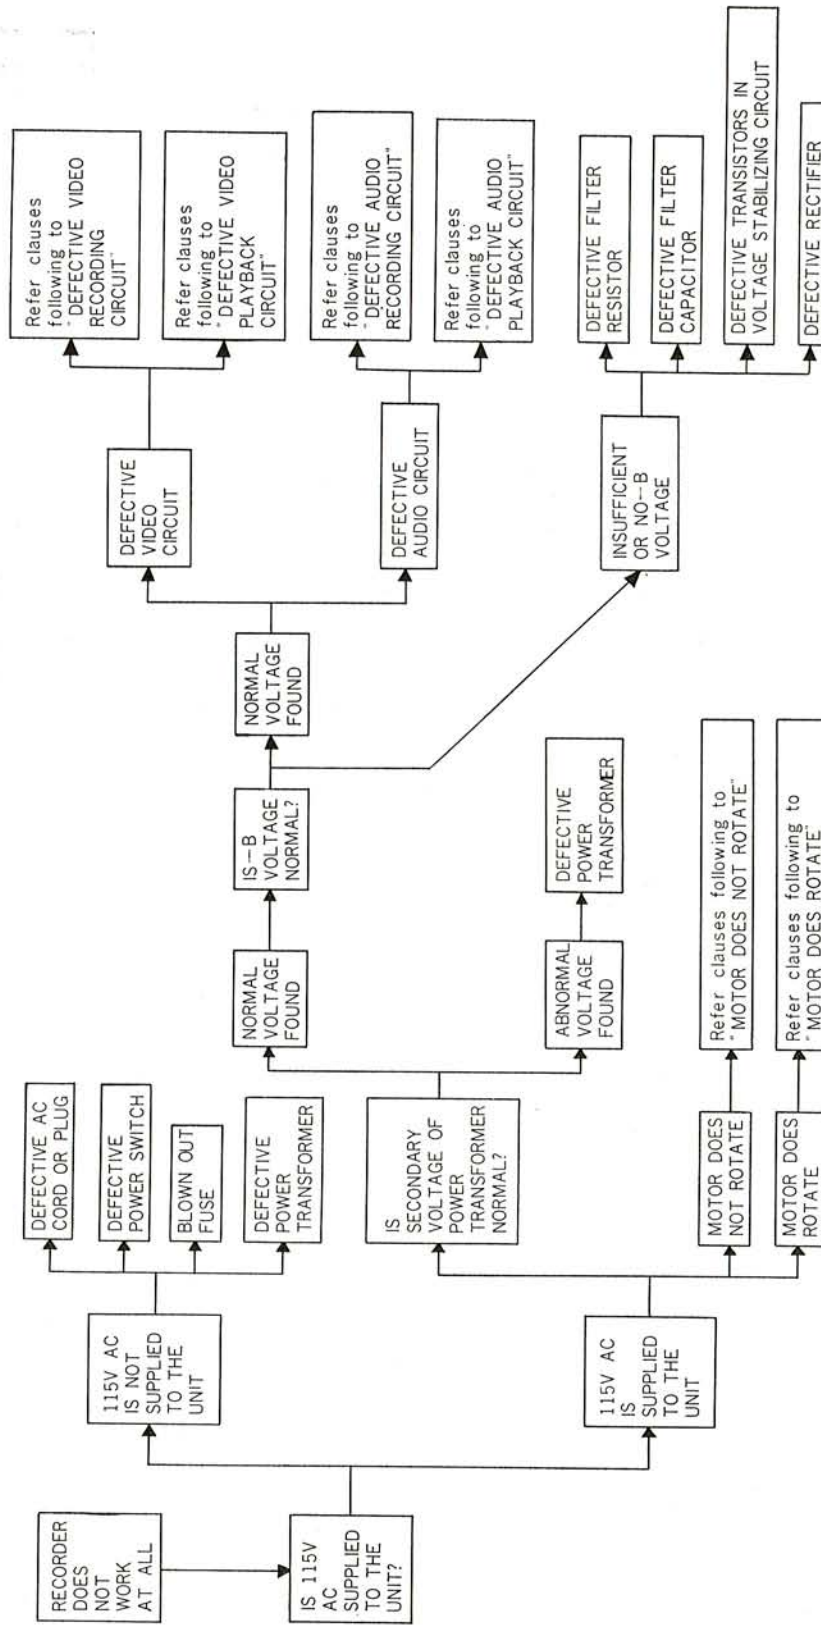 RECORDER
DOES
NOT
WORK
AT ALL
IS 115V
AC
SUPPLIED
TO THE
UNIT?
115V AC
IS NOT
SUPPLIED
TO THE
UNIT
DEFECTIVE AC
CORD OR PLUG
DEFECTIVE
POWER SWITCH
BLOWN OUT
FUSE
DEFECTIVE
POWER
TRANSFORMER
115V AC
IS
SUPPLIED
TO THE
UNIT
IS
SECONDARY
VOLTAGE OF
POWER
TRANSFORMER
NORMAL?
MOTOR DOES
NOT ROTATE
Refer clauses following to
"MOTOR DOES NOT ROTATE"
MOTOR DOES
ROTATE
Refer clauses following to
"MOTOR DOES ROTATE"
NORMAL
VOLTAGE
FOUND
IS-B
VOLTAGE
NORMAL?
ABNORMAL
VOLTAGE
FOUND
DEFECTIVE
POWER
TRANSFORMER
NORMAL
VOLTAGE
FOUND
DEFECTIVE
VIDEO
CIRCUIT
Refer clauses
following to
"DEFECTIVE VIDEO
RECORDING
CIRCUIT"
Refer clauses
following to
"DEFECTIVE VIDEO
PLAYBACK
CIRCUIT"
DEFECTIVE
AUDIO CIRCUIT
Refer clauses
following to
"DEFECTIVE AUDIO
RECORDING CIRCUIT"
Refer clauses
following to
"DEFECTIVE AUDIO
PLAYBACK CIRCUIT"
INSUFFICIENT
OR NO--B
VOLTAGE
DEFECTIVE FILTER
RESISTOR
DEFECTIVE FILTER
CAPACITOR
DEFECTIVE TRANSISTORS IN
VOLTAGE STABILIZING CIRCUIT
DEFECTIVE RECTIFIER